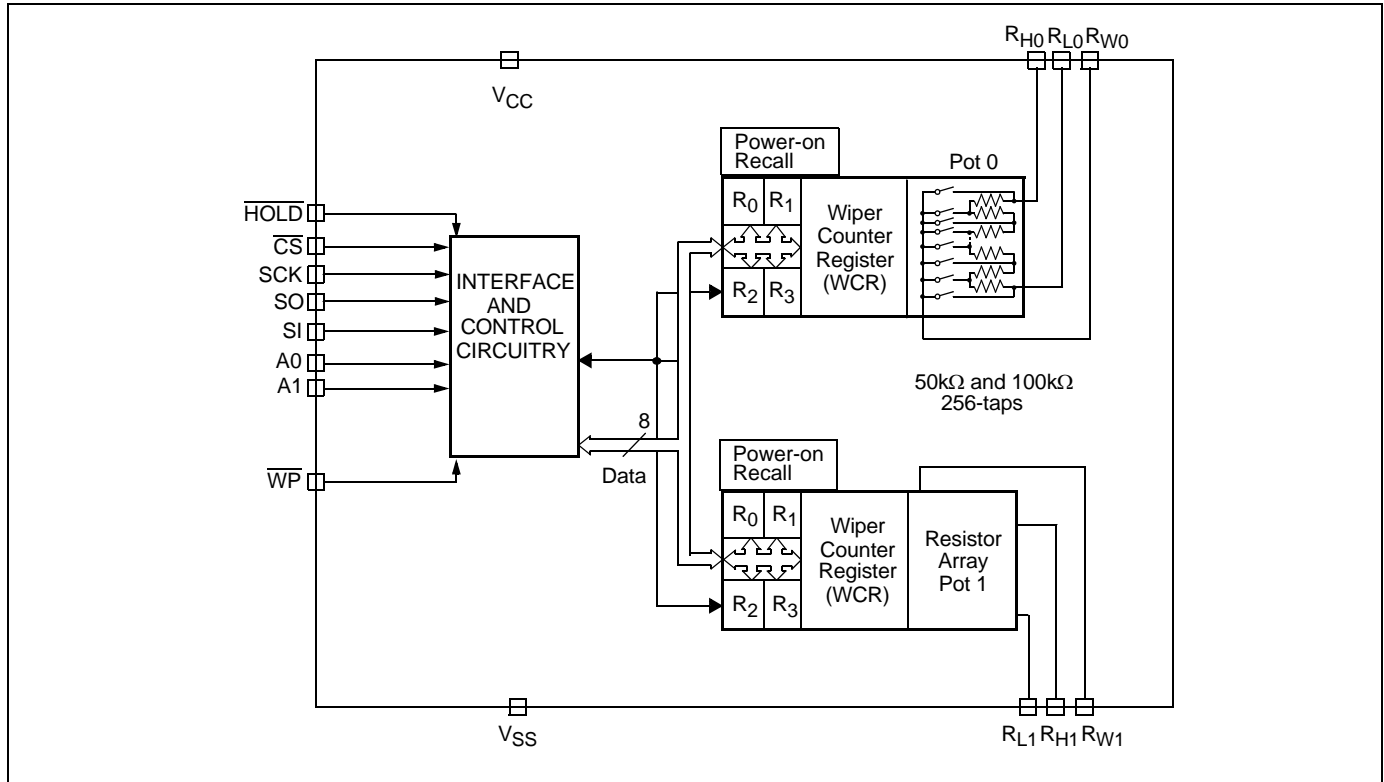 RH0 RL0 RW0
VCC
Power-on
Recall
Pot 0
R0 R1
R2 R3
Wiper
Counter
Register
(WCR)
HOLD
CS
SCK
SO
SI
A0
A1
WP
INTERFACE
AND
CONTROL
CIRCUITRY
50kΩ and 100kΩ
256-taps
8
Data
Power-on
Recall
R0 R1
R2 R3
Wiper
Counter
Register
(WCR)
Resistor
Array
Pot 1
VSS
RL1 RH1 RW1